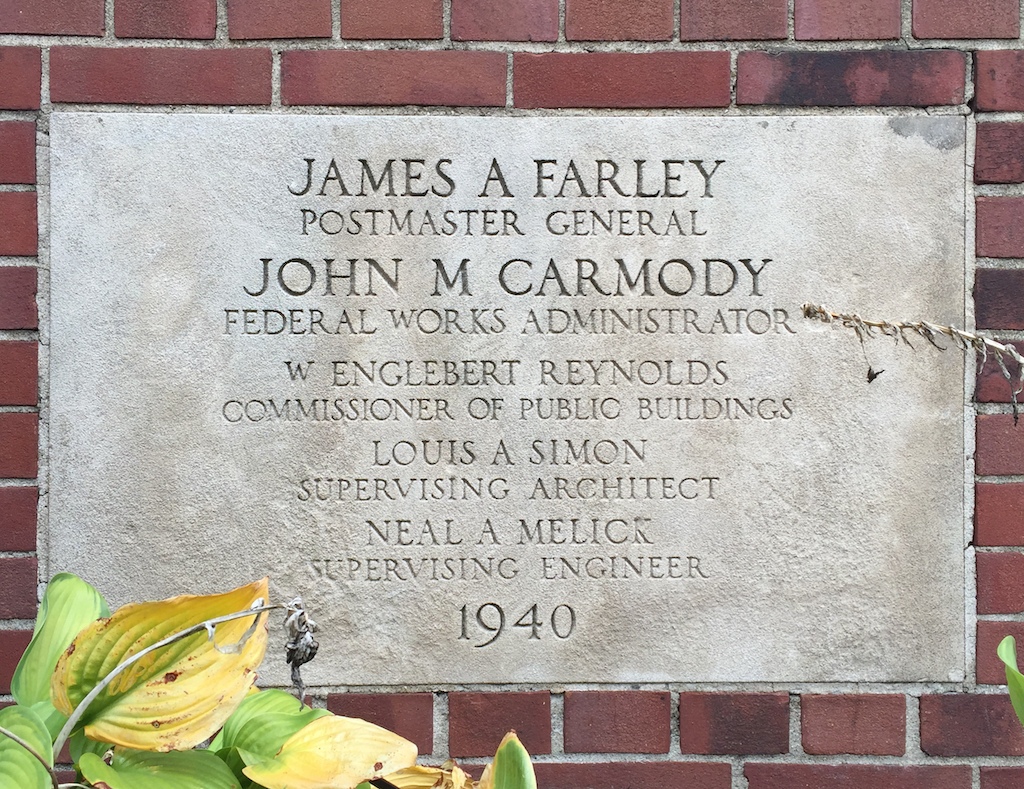 JAMES A FARLEY
POSTMASTER GENERAL
JOHN M CARMODY
FEDERAL WORKS ADMINISTRATOR
W ENGLEBERT REYNOLDS
COMMISSIONER OF PUBLIC BUILDINGS
LOUIS A SIMON
SUPERVISING ARCHITECT
NEAL A MELICK
SUPERVISING ENGINEER
1940